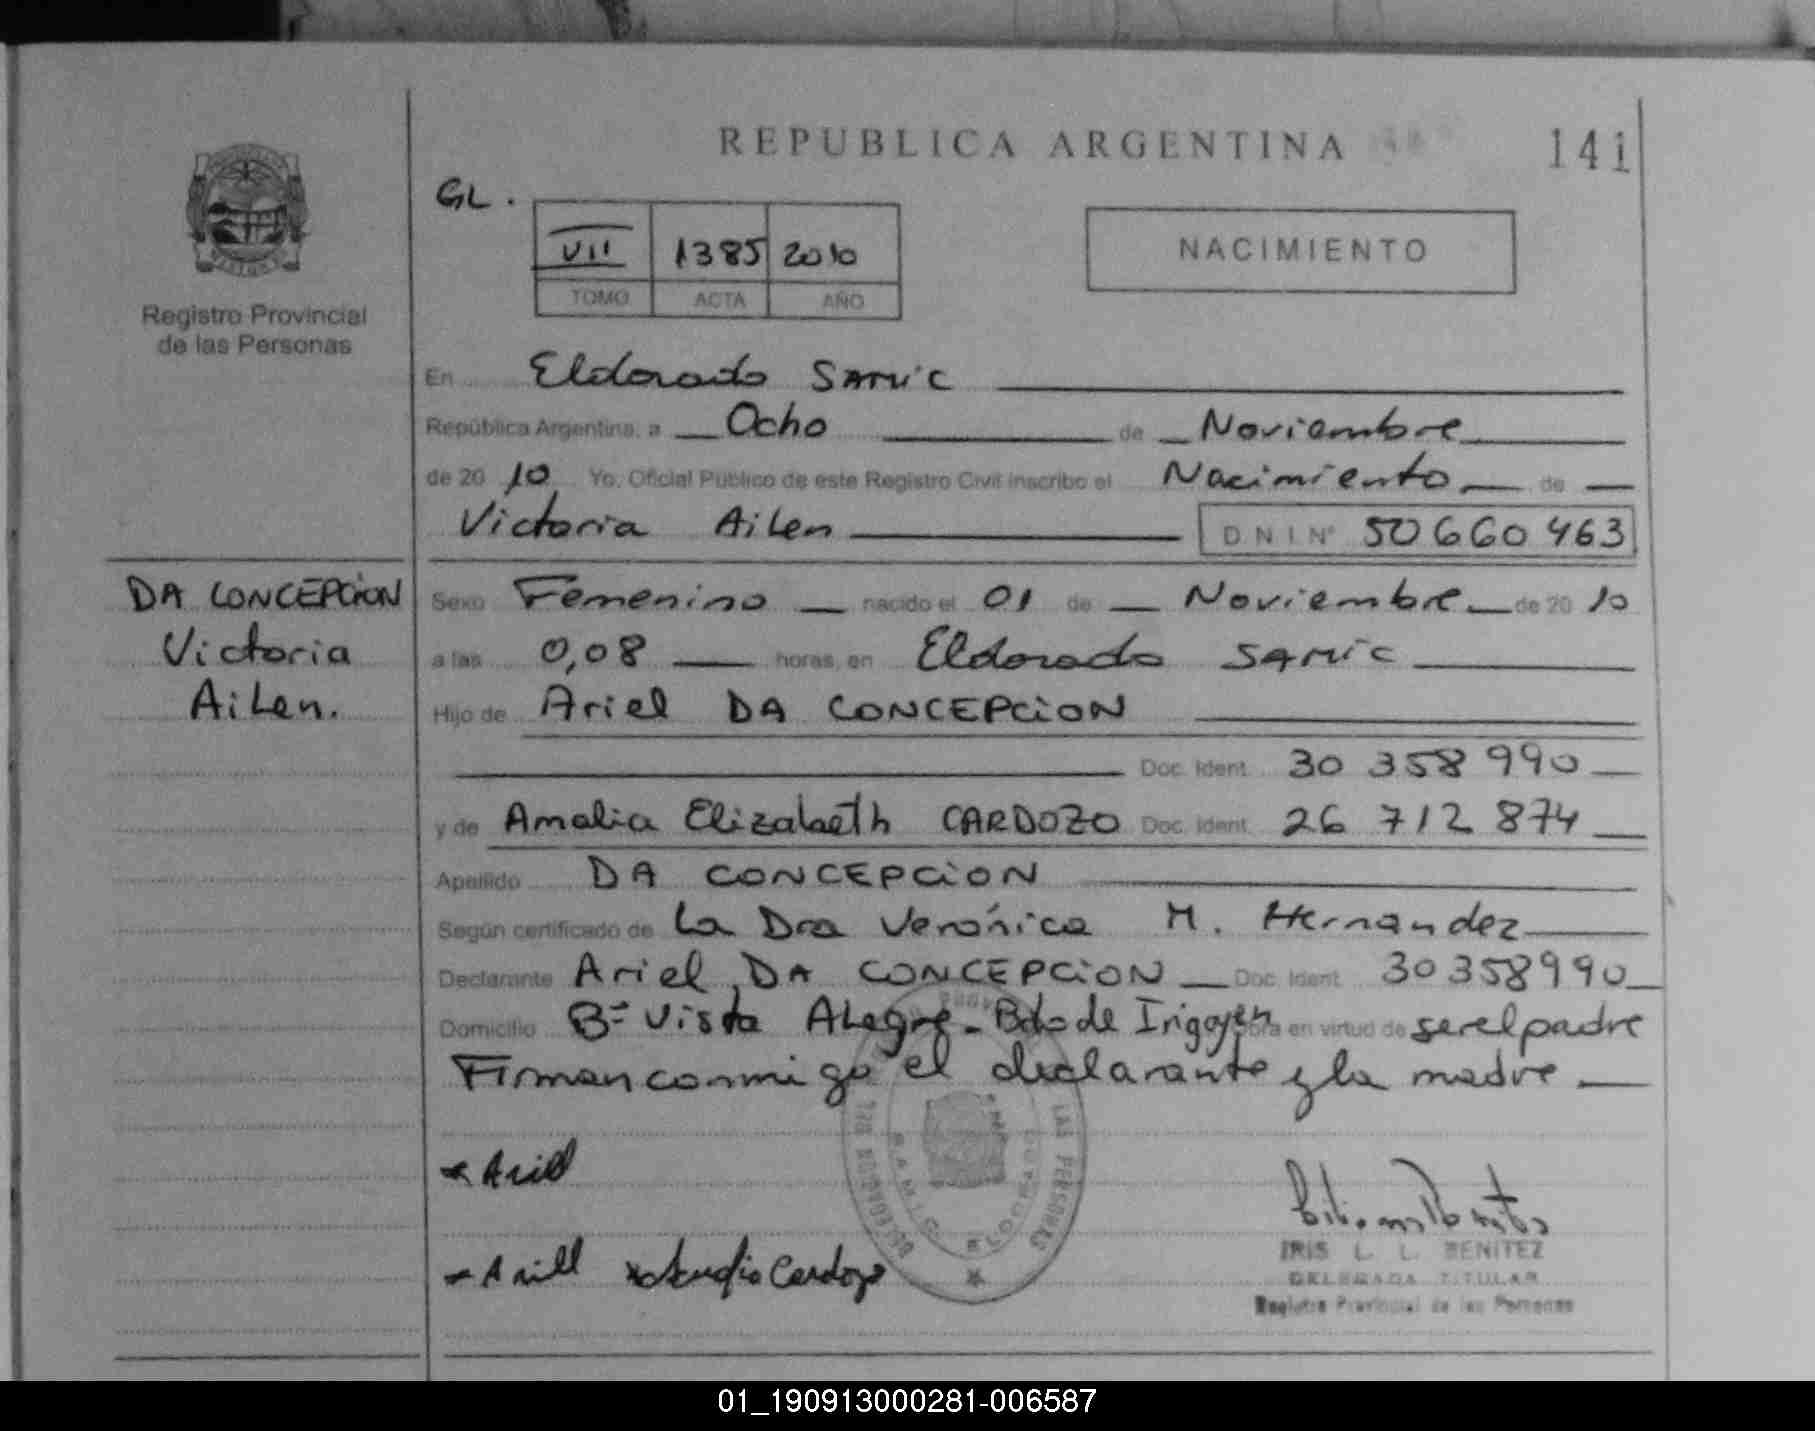 REPUBLICA ARGENTINA
141
GL.
VII 1385 2010
TOMO ACTA AÑO
NACIMIENTO
Registro Provincial
de las Personas
En Eldorado SAMIC
República Argentina, a Ocho de Noviembre
de 2010 Yo, Oficial Público de este Registro Civil inscribo el Nacimiento de
Victoria Ailen D.N.I. N° 50660463
DA CONCEPCION
Victoria
Ailen.
Sexo Femenino nacido el 01 de Noviembre de 2010
a las 0,08 horas, en Eldorado SAMIC
Hijo de Ariel DA CONCEPCION
Doc. Ident. 30 358 990
y de Amalia Elizabeth CARDOZO Doc. Ident. 26 712 874
Apellido DA CONCEPCION
Según certificado de La Dra Verónica M. Hernandez
Declarante Ariel DA CONCEPCION Doc. Ident. 30358990
Domicilio Bº Vista Alegre - Bdo de Irigoyen Obra en virtud de ser el padre
Firman conmigo el declarante y la madre
Ariel
LAS PERSONAS
S.A.M.I.C. ELDORADO
Cardozo
IRIS L. L. BENITEZ
DELEGADA TITULAR
Registro Provincial de las Personas
01_190913000281-006587